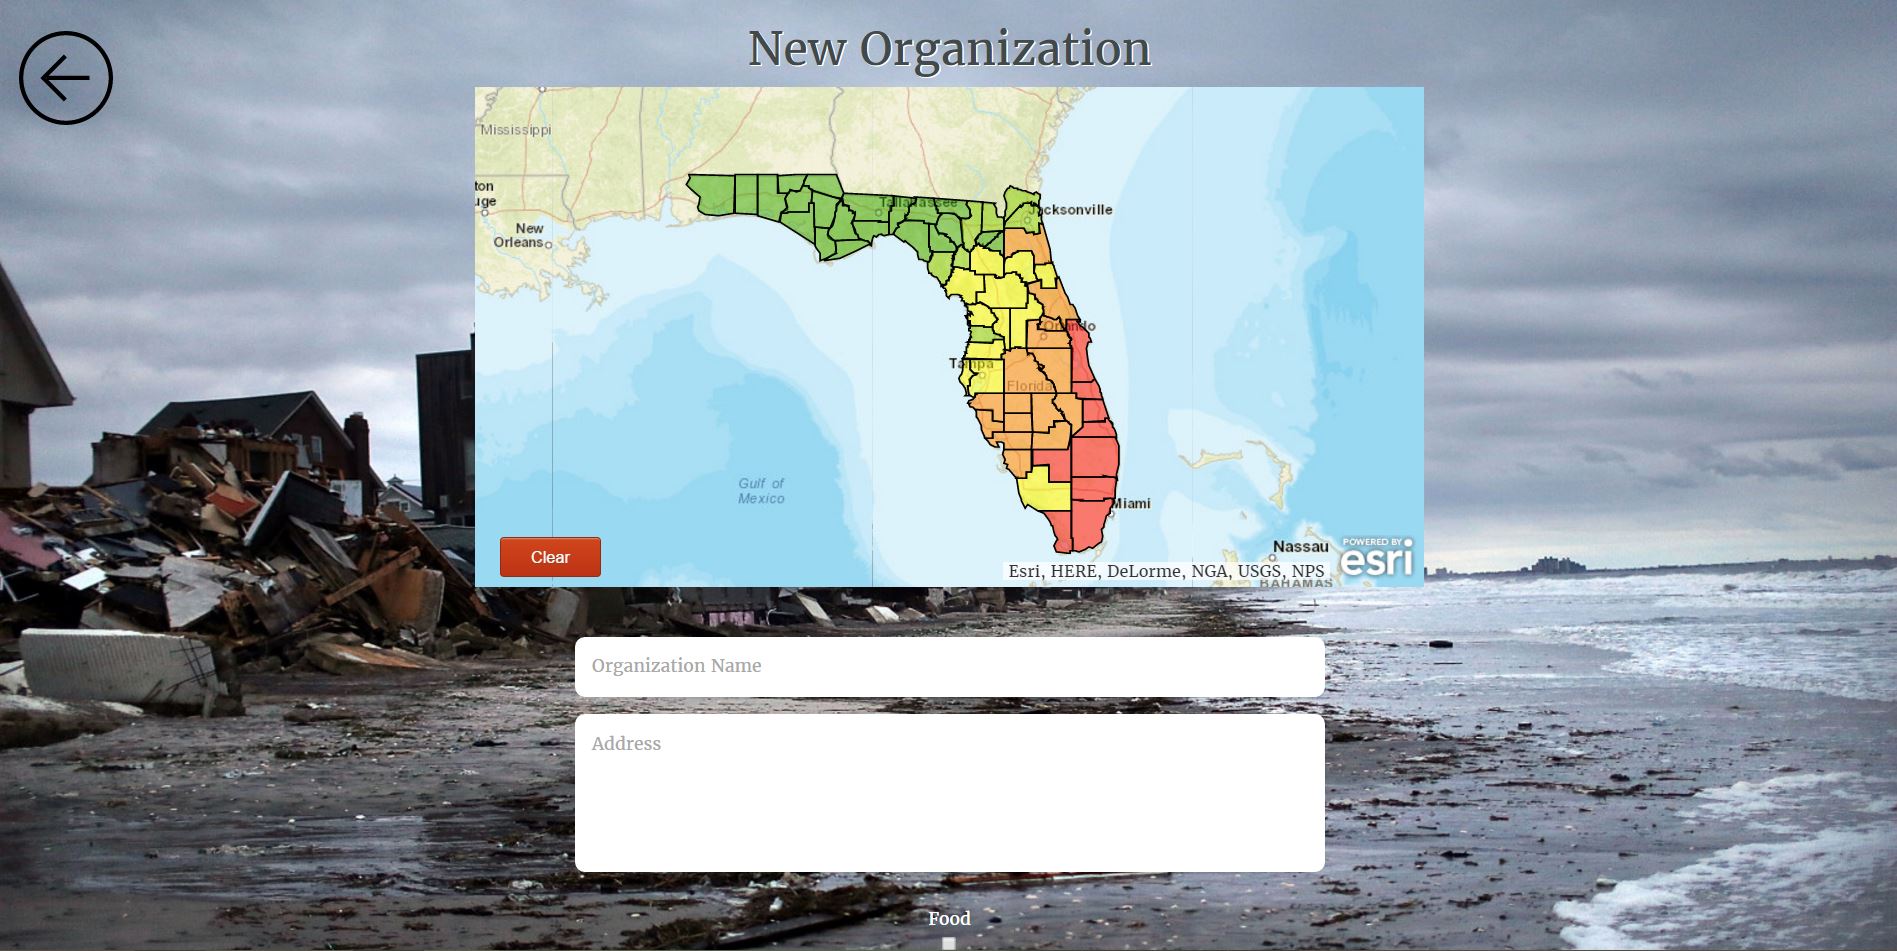 New Organization
Mississippi
ton
uge
New
Orleans
Tallahassee
Jacksonville
Orlando
Tampa
Florida
Gulf of
Mexico
Miami
Nassau
BAHAMAS
Clear
POWERED BY
esri
Esri, HERE, DeLorme, NGA, USGS, NPS
Organization Name
Address
Food